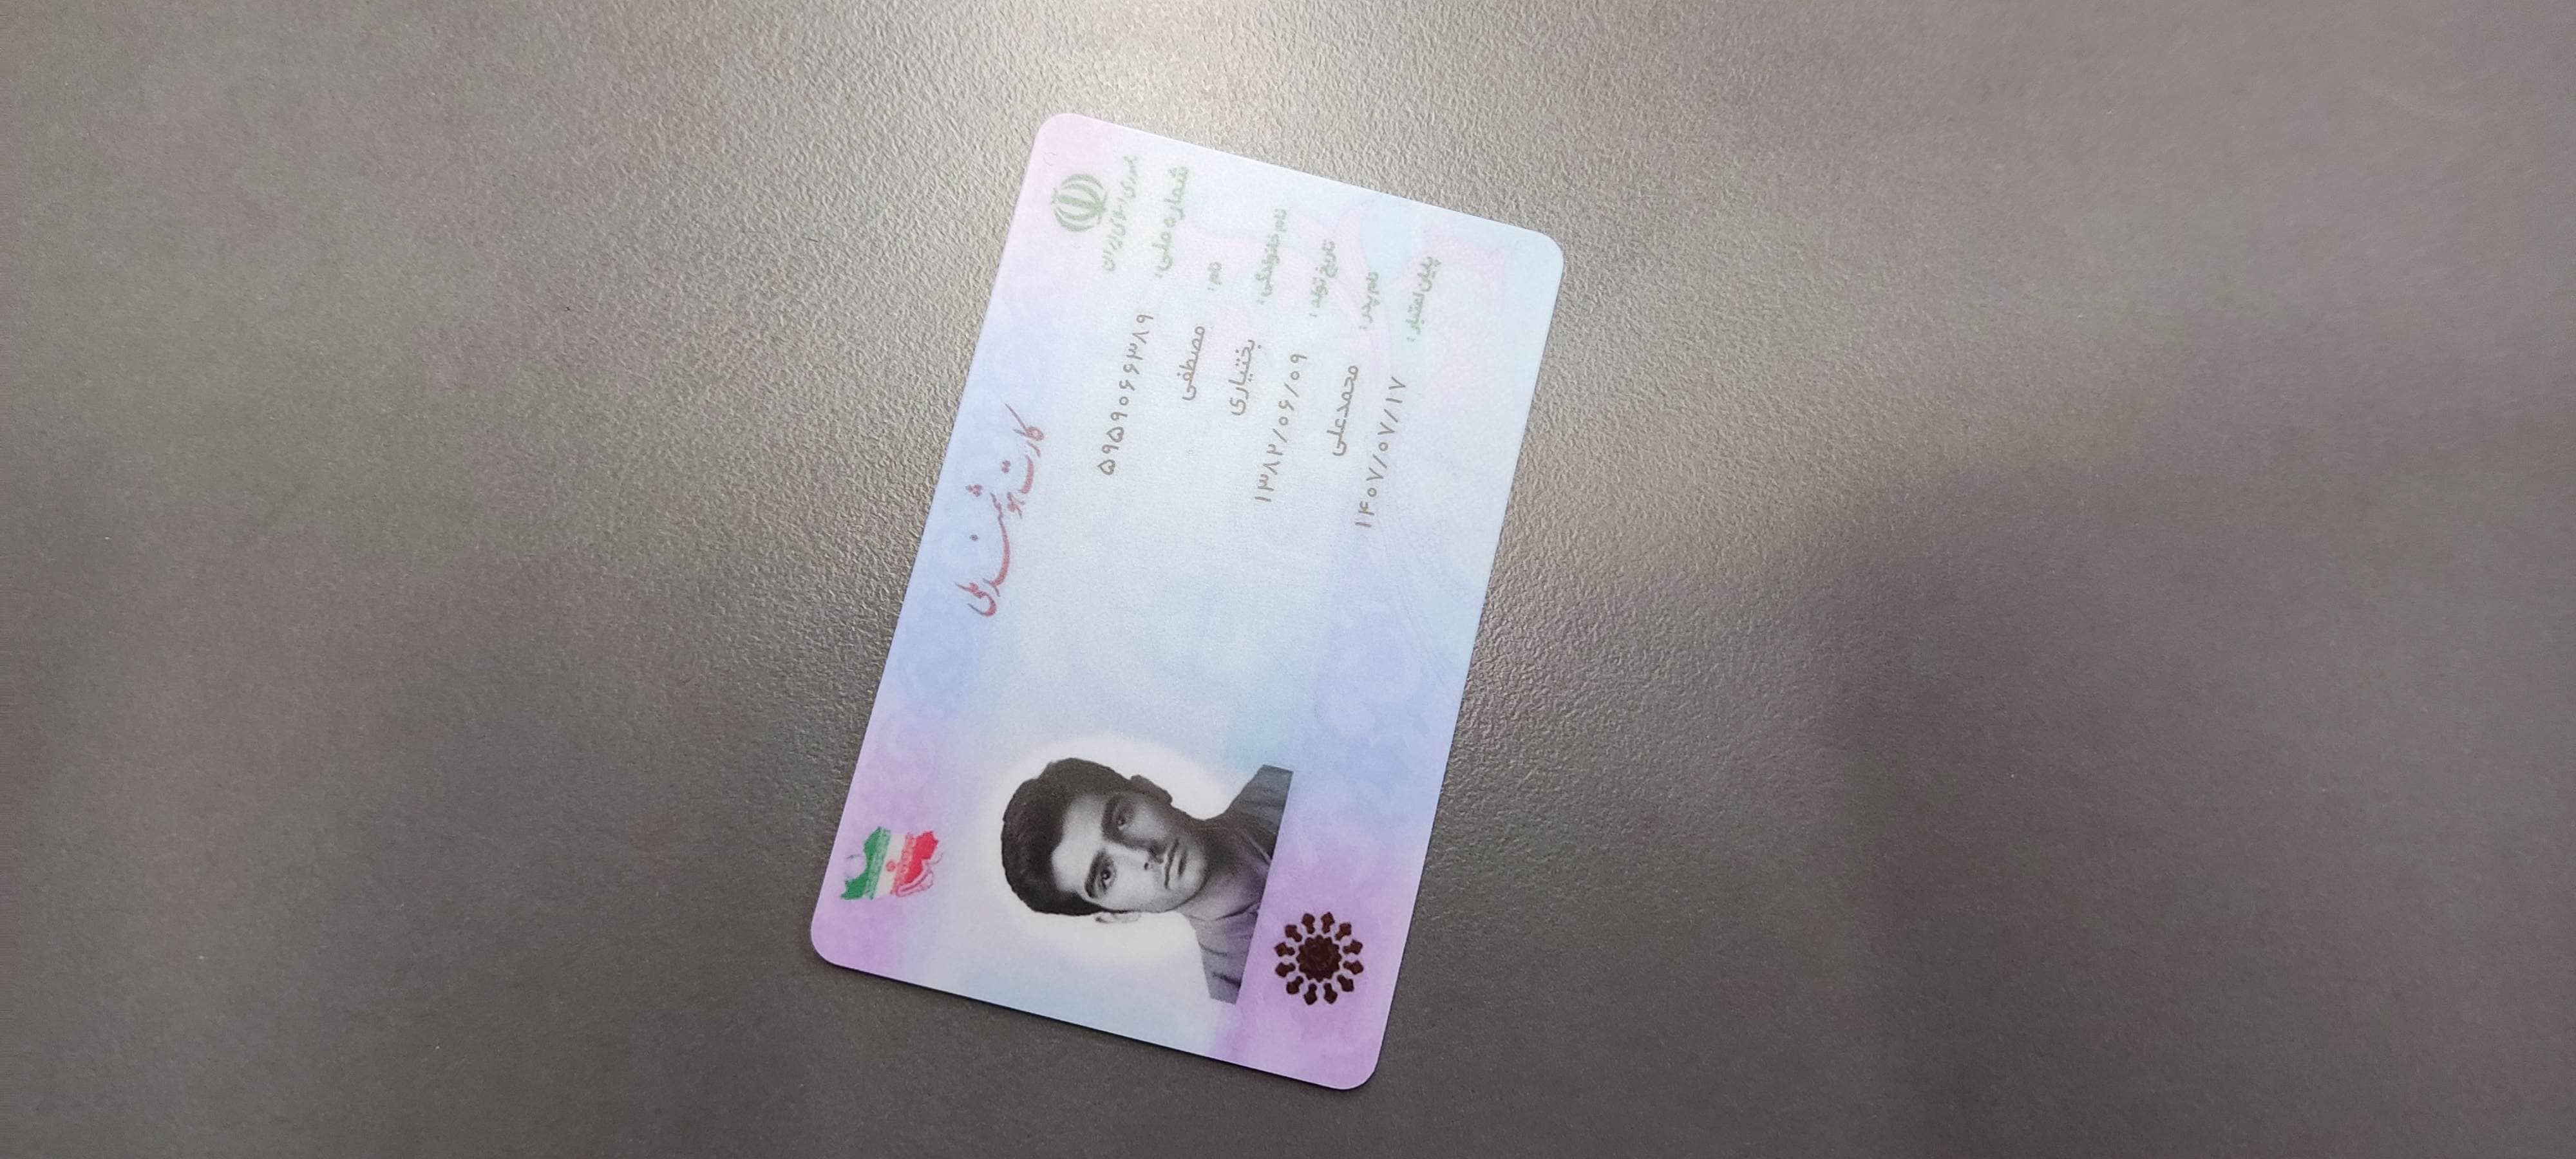 جمهوری اسلامی ایران
کارت هوشمند ملی
شماره ملی: ۵۹۵۹۰۶۶۳۸۹
نام: مصطفی
نام خانوادگی: بختیاری
تاریخ تولد: ۱۳۸۲/۰۶/۰۹
نام پدر: محمدعلی
پایان اعتبار: ۱۴۰۷/۰۷/۱۷